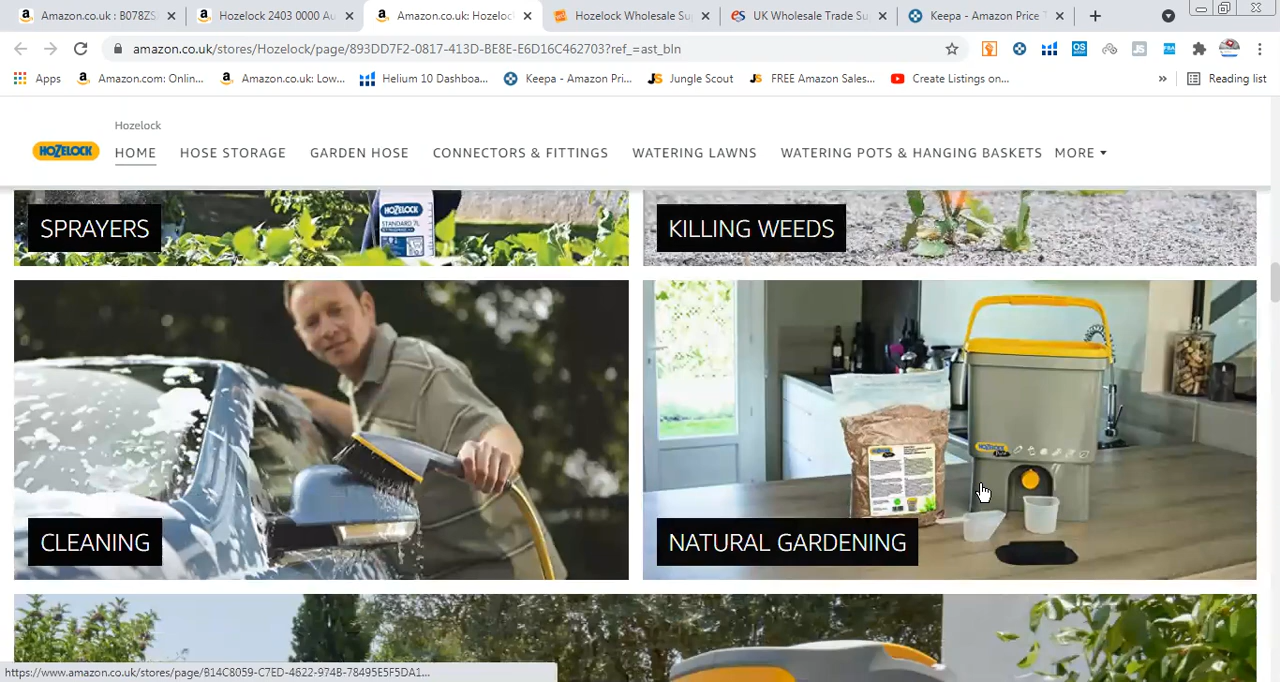 Amazon.co.uk : B078ZS
Hozelock 2403 0000 Au
Amazon.co.uk: Hozeloc
Hozelock Wholesale Su
UK Wholesale Trade Su
Keepa - Amazon Price T
amazon.co.uk/stores/Hozelock/page/893DD7F2-0817-413D-BE8E-E6D16C462703?ref_=ast_bln
Apps
Amazon.com: Onlin...
Amazon.co.uk: Low...
Helium 10 Dashboa...
Keepa - Amazon Pri...
Jungle Scout
FREE Amazon Sales...
Create Listings on...
»
Reading list
Hozelock
HOZELOCK
HOME
HOSE STORAGE
GARDEN HOSE
CONNECTORS & FITTINGS
WATERING LAWNS
WATERING POTS & HANGING BASKETS
MORE
HOZELOCK
STANDARD 7L
SPRAYERS
KILLING WEEDS
CLEANING
NATURAL GARDENING
https://www.amazon.co.uk/stores/page/B14C8059-C7ED-4622-974B-78495E5F5DA1...